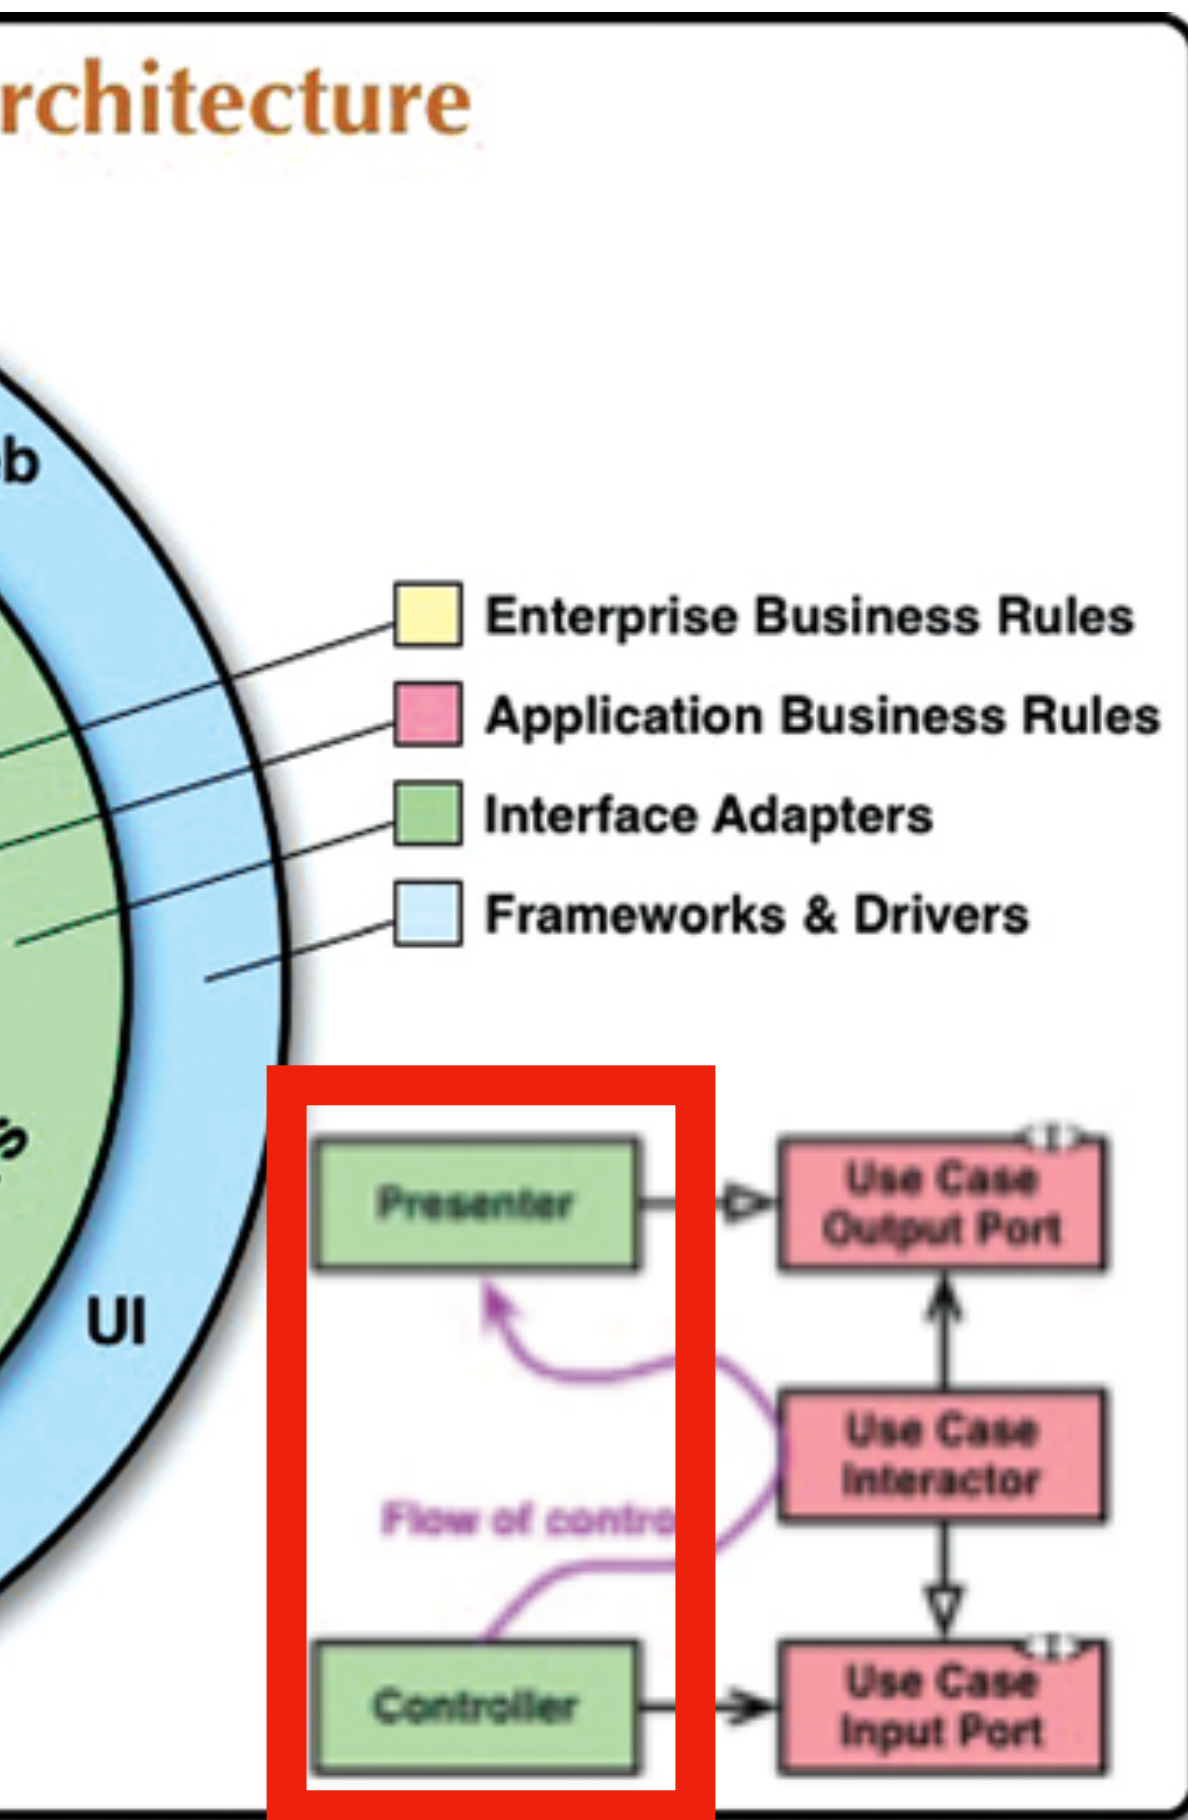 rchitecture
b
Enterprise Business Rules
Application Business Rules
Interface Adapters
Frameworks & Drivers
s
UI
Presenter
Use Case
Output Port
Use Case
Interactor
Flow of contro
Controller
Use Case
Input Port